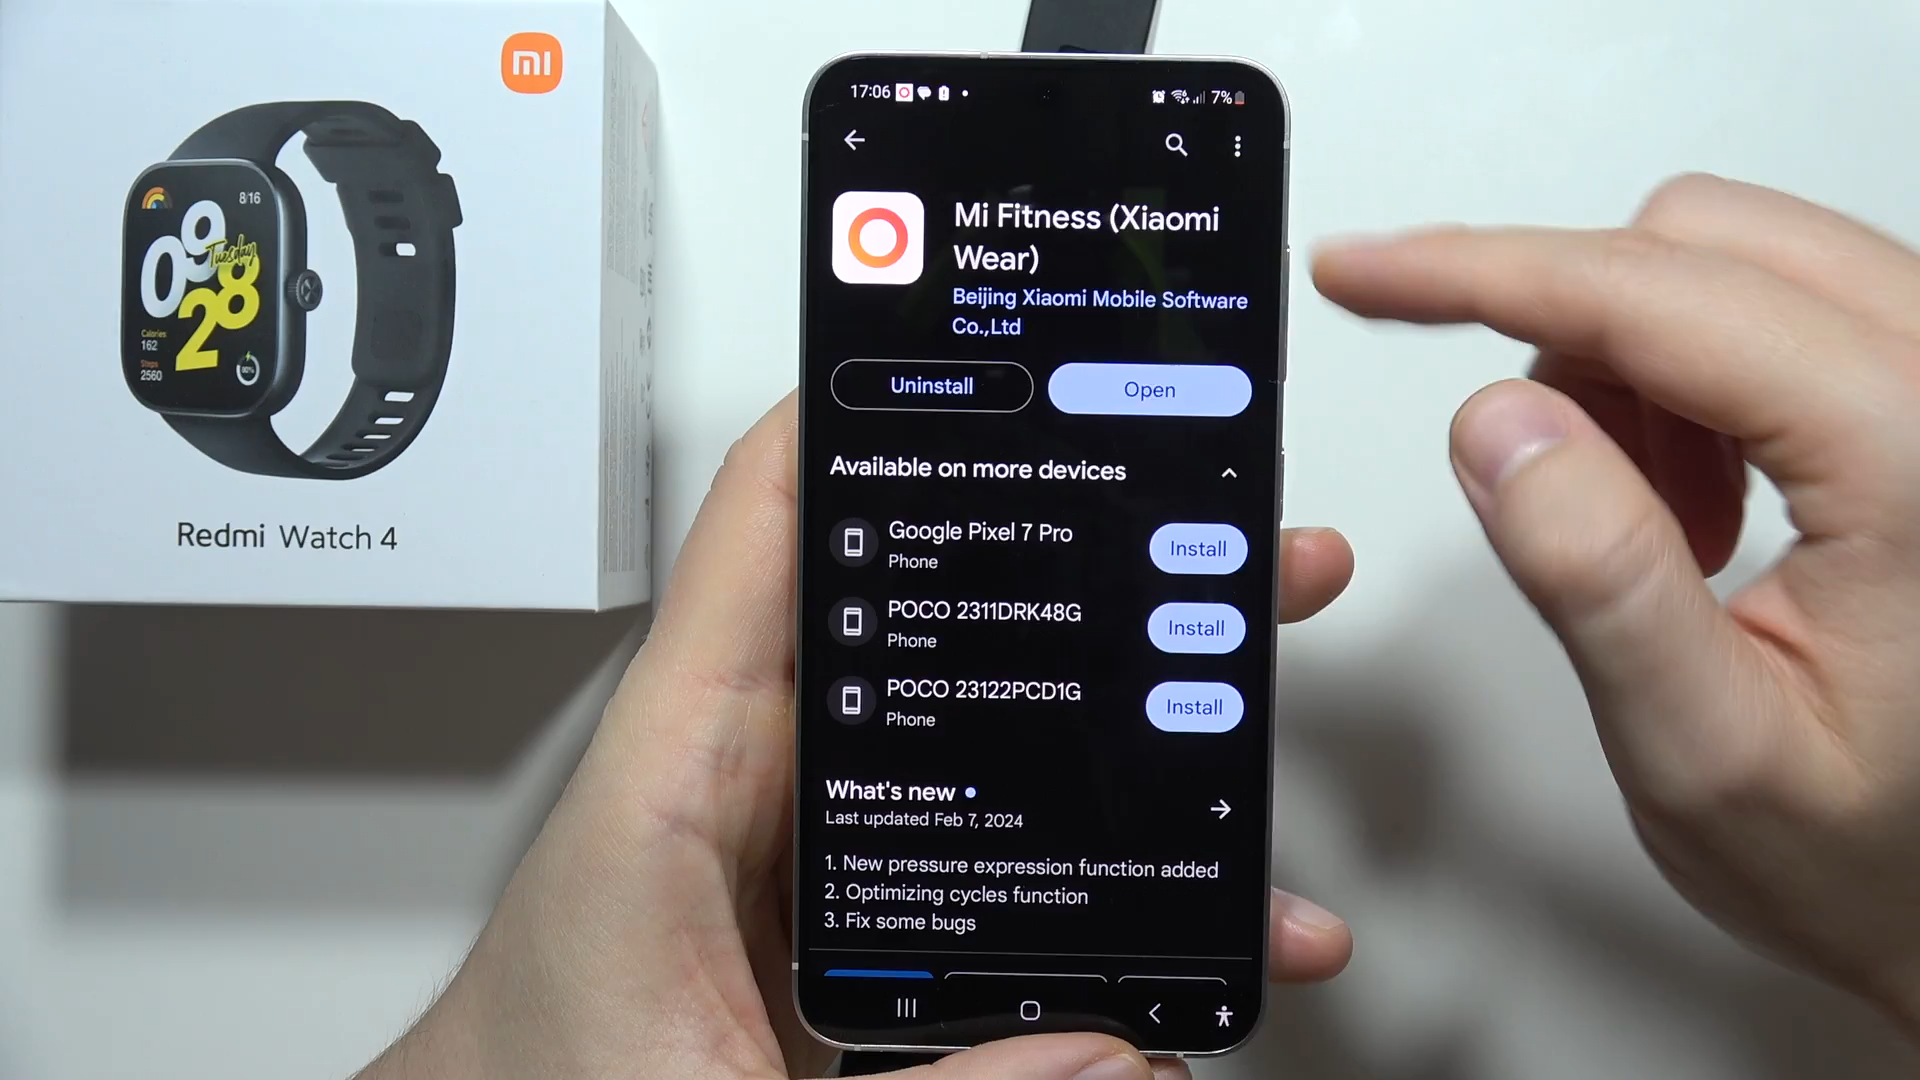 mi
8/16
09
Tuesday
28
Calories
162
Steps
2560
90%
Redmi Watch 4
17:06
7%
Mi Fitness (Xiaomi
Wear)
Beijing Xiaomi Mobile Software
Co.,Ltd
Uninstall
Open
Available on more devices
Google Pixel 7 Pro
Phone
Install
POCO 2311DRK48G
Phone
Install
POCO 23122PCD1G
Phone
Install
What's new
Last updated Feb 7, 2024
1. New pressure expression function added
2. Optimizing cycles function
3. Fix some bugs